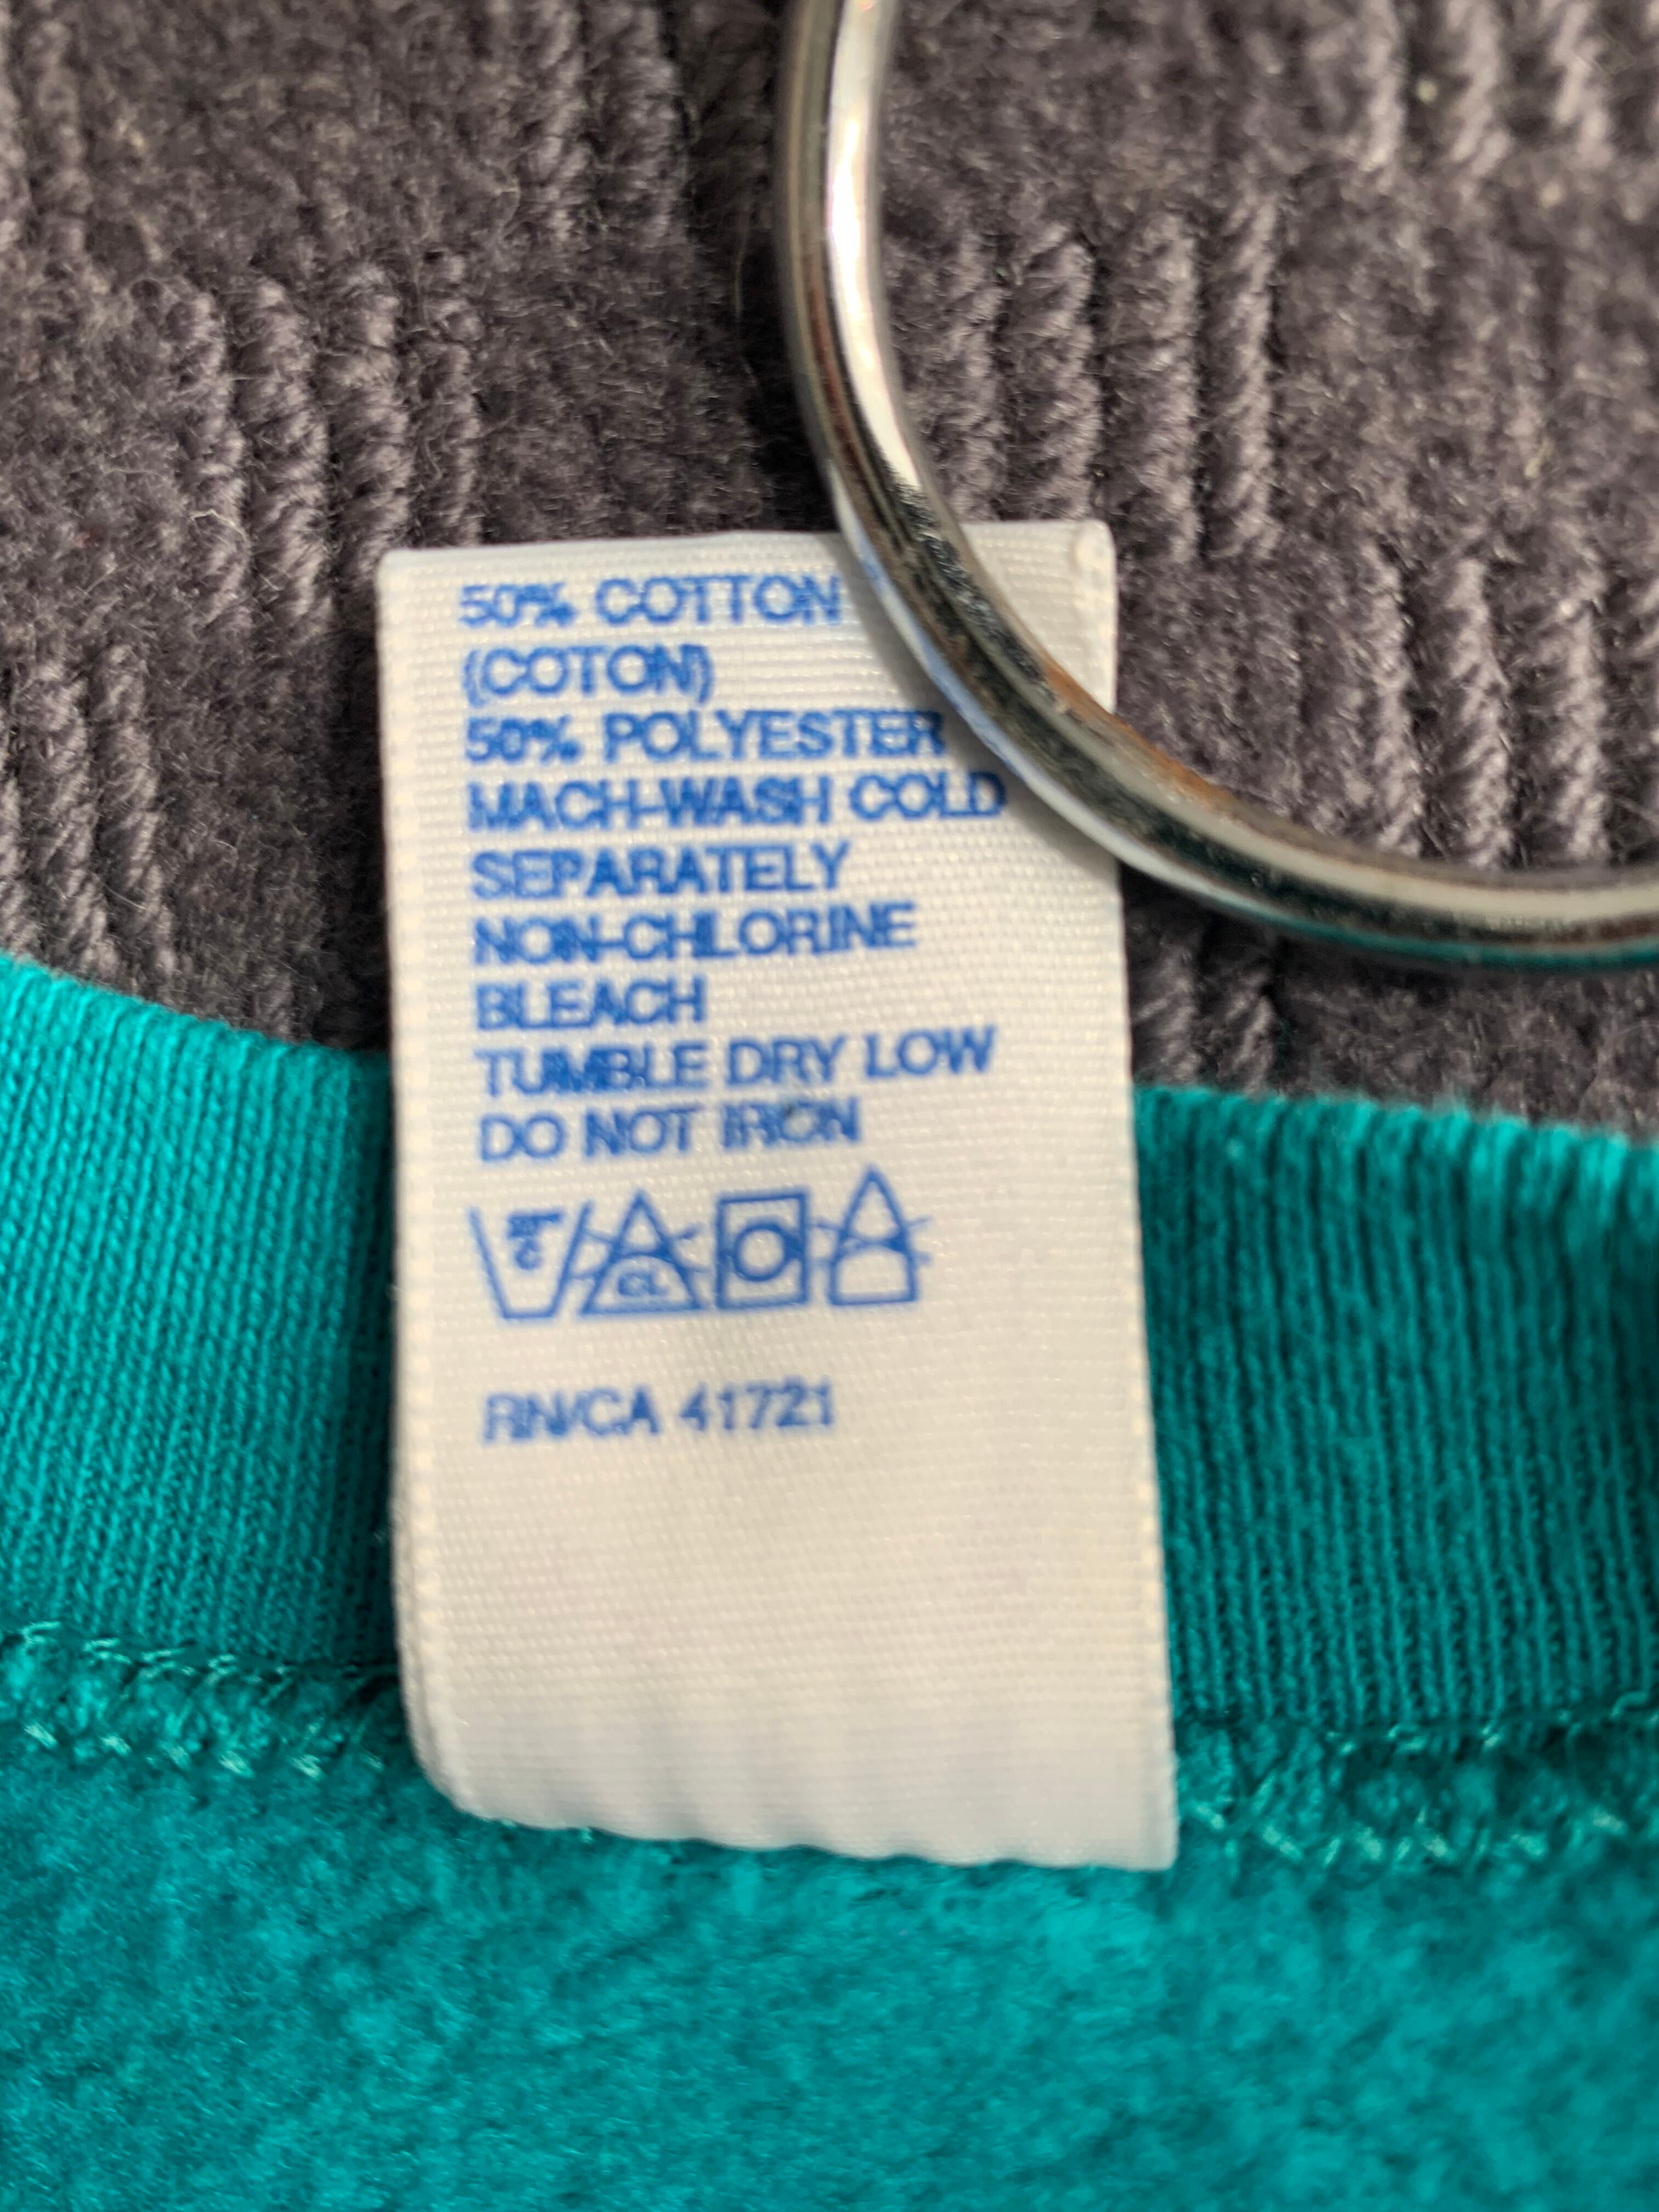 50% COTTON
(COTON)
50% POLYESTER
MACH-WASH COLD
SEPARATELY
NON-CHLORINE
BLEACH
TUMBLE DRY LOW
DO NOT IRON
CL
RN/CA 41721